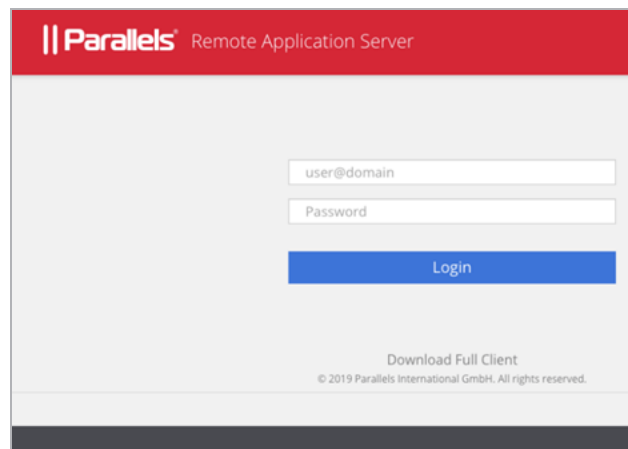 Parallels® Remote Application Server
user@domain
Password
Login
Download Full Client
© 2019 Parallels International GmbH. All rights reserved.